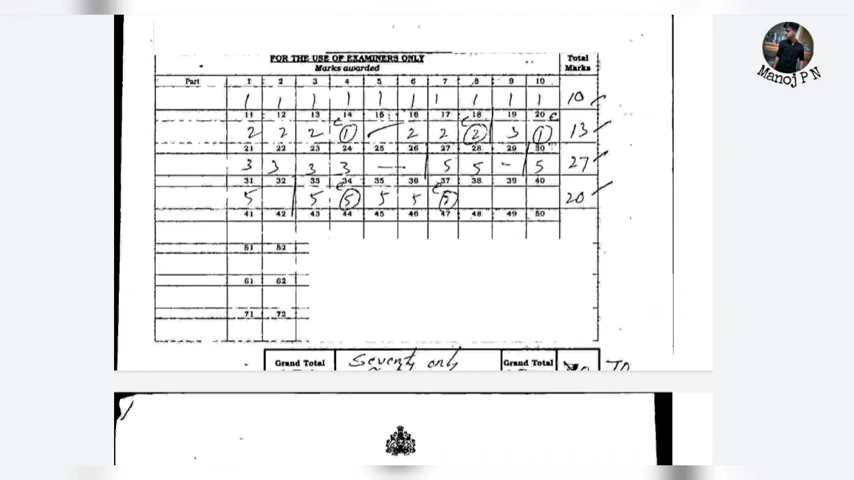 FOR THE USE OF EXAMINERS ONLY
Marks awarded
Total Marks
Part 1 2 3 4 5 6 7 8 9 10
1 1 1 1 1 1 1 1 1 1 10
11 12 13 14 15 16 17 18 19 20
2 2 2 1 2 2 2 3 1 13
21 22 23 24 25 26 27 28 29 30
3 3 3 3 — 5 5 - 5 27
31 32 33 34 35 36 37 38 39 40
5 5 5 5 5 5 20
41 42 43 44 45 46 47 48 49 50
51 52
61 62
71 72
Grand Total Seventy only Grand Total 70
Manoj P N